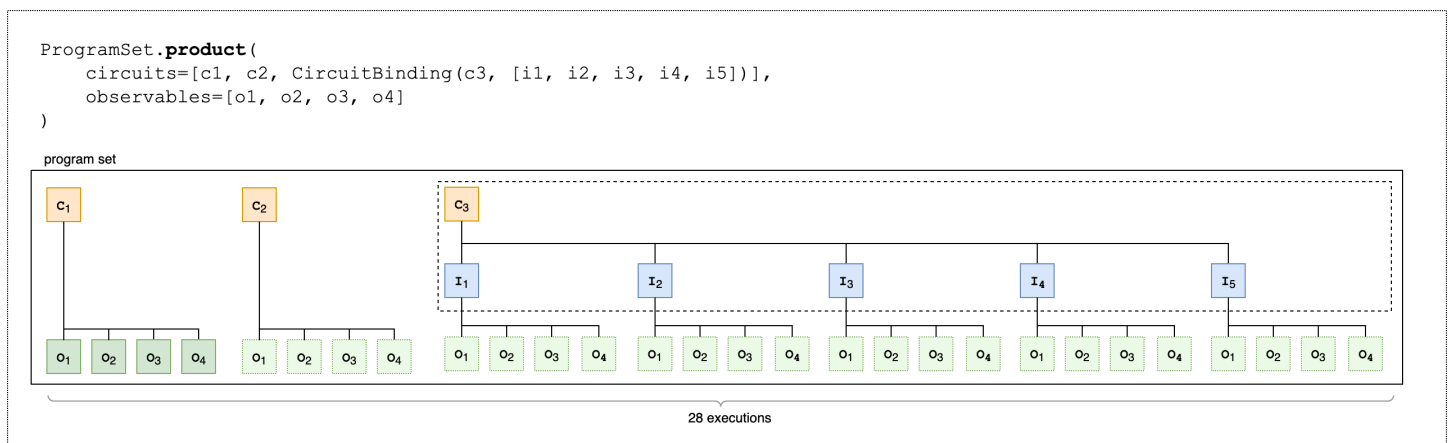 ProgramSet.product(
    circuits=[c1, c2, CircuitBinding(c3, [i1, i2, i3, i4, i5])],
    observables=[o1, o2, o3, o4]
)
program set
C₁ C₂ C₃
I₁ I₂ I₃ I₄ I₅
O₁ O₂ O₃ O₄ O₁ O₂ O₃ O₄ O₁ O₂ O₃ O₄ O₁ O₂ O₃ O₄ O₁ O₂ O₃ O₄ O₁ O₂ O₃ O₄ O₁ O₂ O₃ O₄
28 executions